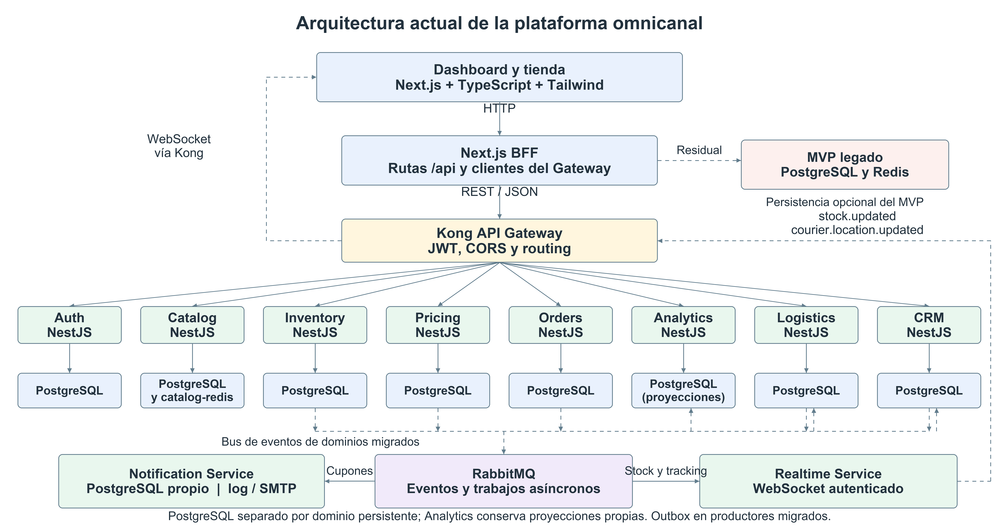 Arquitectura actual de la plataforma omnicanal
Dashboard y tienda
Next.js + TypeScript + Tailwind
HTTP
WebSocket
vía Kong
Next.js BFF
Rutas /api y clientes del Gateway
Residual
MVP legado
PostgreSQL y Redis
REST / JSON
Persistencia opcional del MVP
stock.updated
courier.location.updated
Kong API Gateway
JWT, CORS y routing
Auth
NestJS
Catalog
NestJS
Inventory
NestJS
Pricing
NestJS
Orders
NestJS
Analytics
NestJS
Logistics
NestJS
CRM
NestJS
PostgreSQL
PostgreSQL
y catalog-redis
PostgreSQL
PostgreSQL
PostgreSQL
PostgreSQL
(proyecciones)
PostgreSQL
PostgreSQL
Bus de eventos de dominios migrados
Notification Service
PostgreSQL propio | log / SMTP
Cupones
RabbitMQ
Eventos y trabajos asíncronos
Stock y tracking
Realtime Service
WebSocket autenticado
PostgreSQL separado por dominio persistente; Analytics conserva proyecciones propias. Outbox en productores migrados.